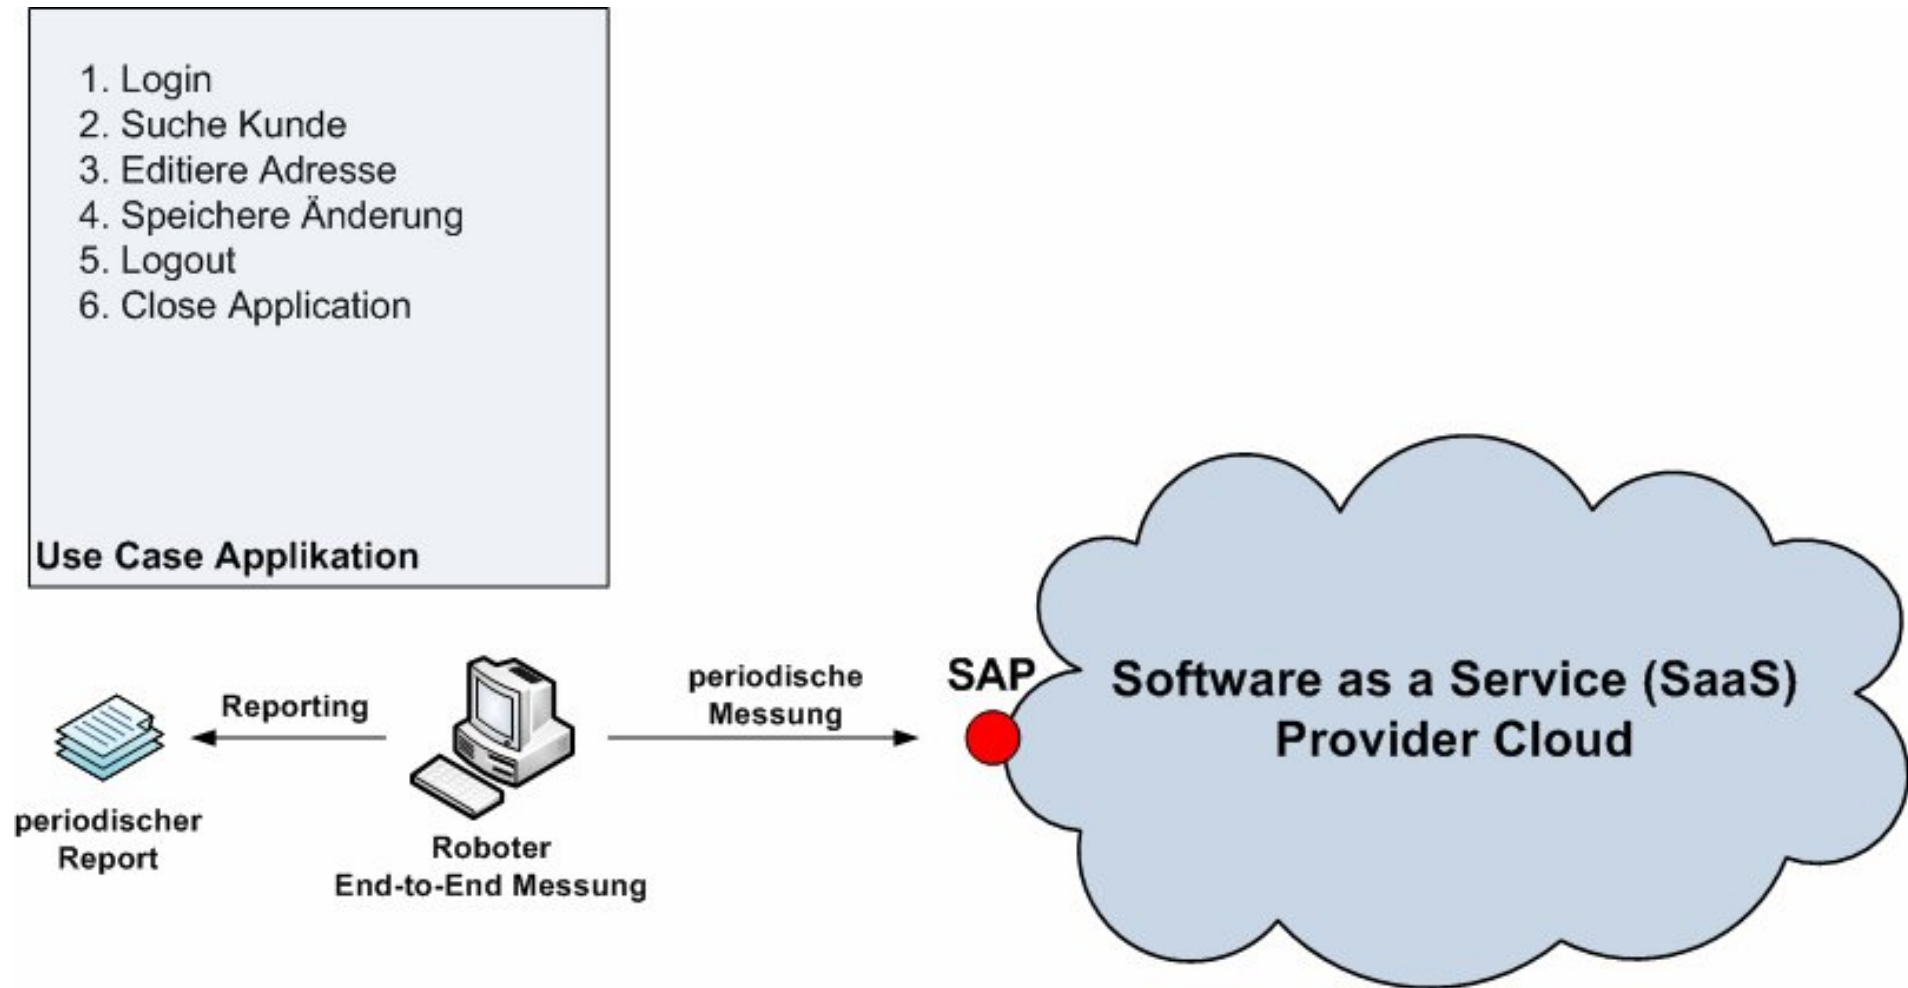 1. Login
2. Suche Kunde
3. Editiere Adresse
4. Speichere Änderung
5. Logout
6. Close Application
Use Case Applikation
Reporting
periodische
Messung
SAP
Software as a Service (SaaS)
Provider Cloud
periodischer
Report
Roboter
End-to-End Messung